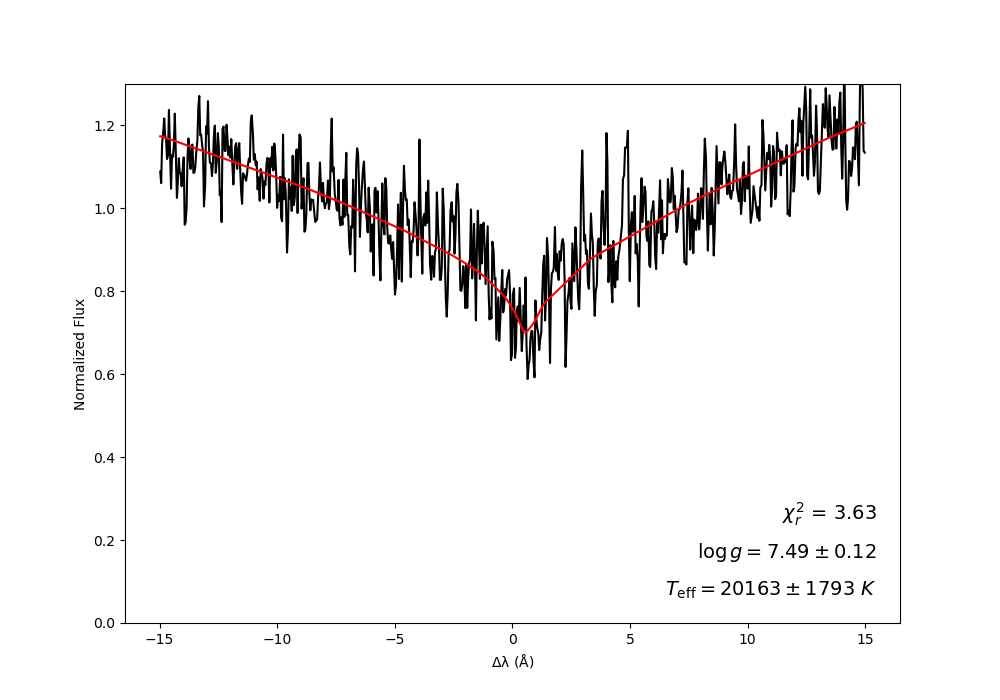 1.2
1.0
0.8
0.6
0.4
0.2
0.0
Normalized Flux
χ²ᵣ = 3.63
log g = 7.49 ± 0.12
T_eff = 20163 ± 1793 K
−15 −10 −5 0 5 10 15
Δλ (Å)